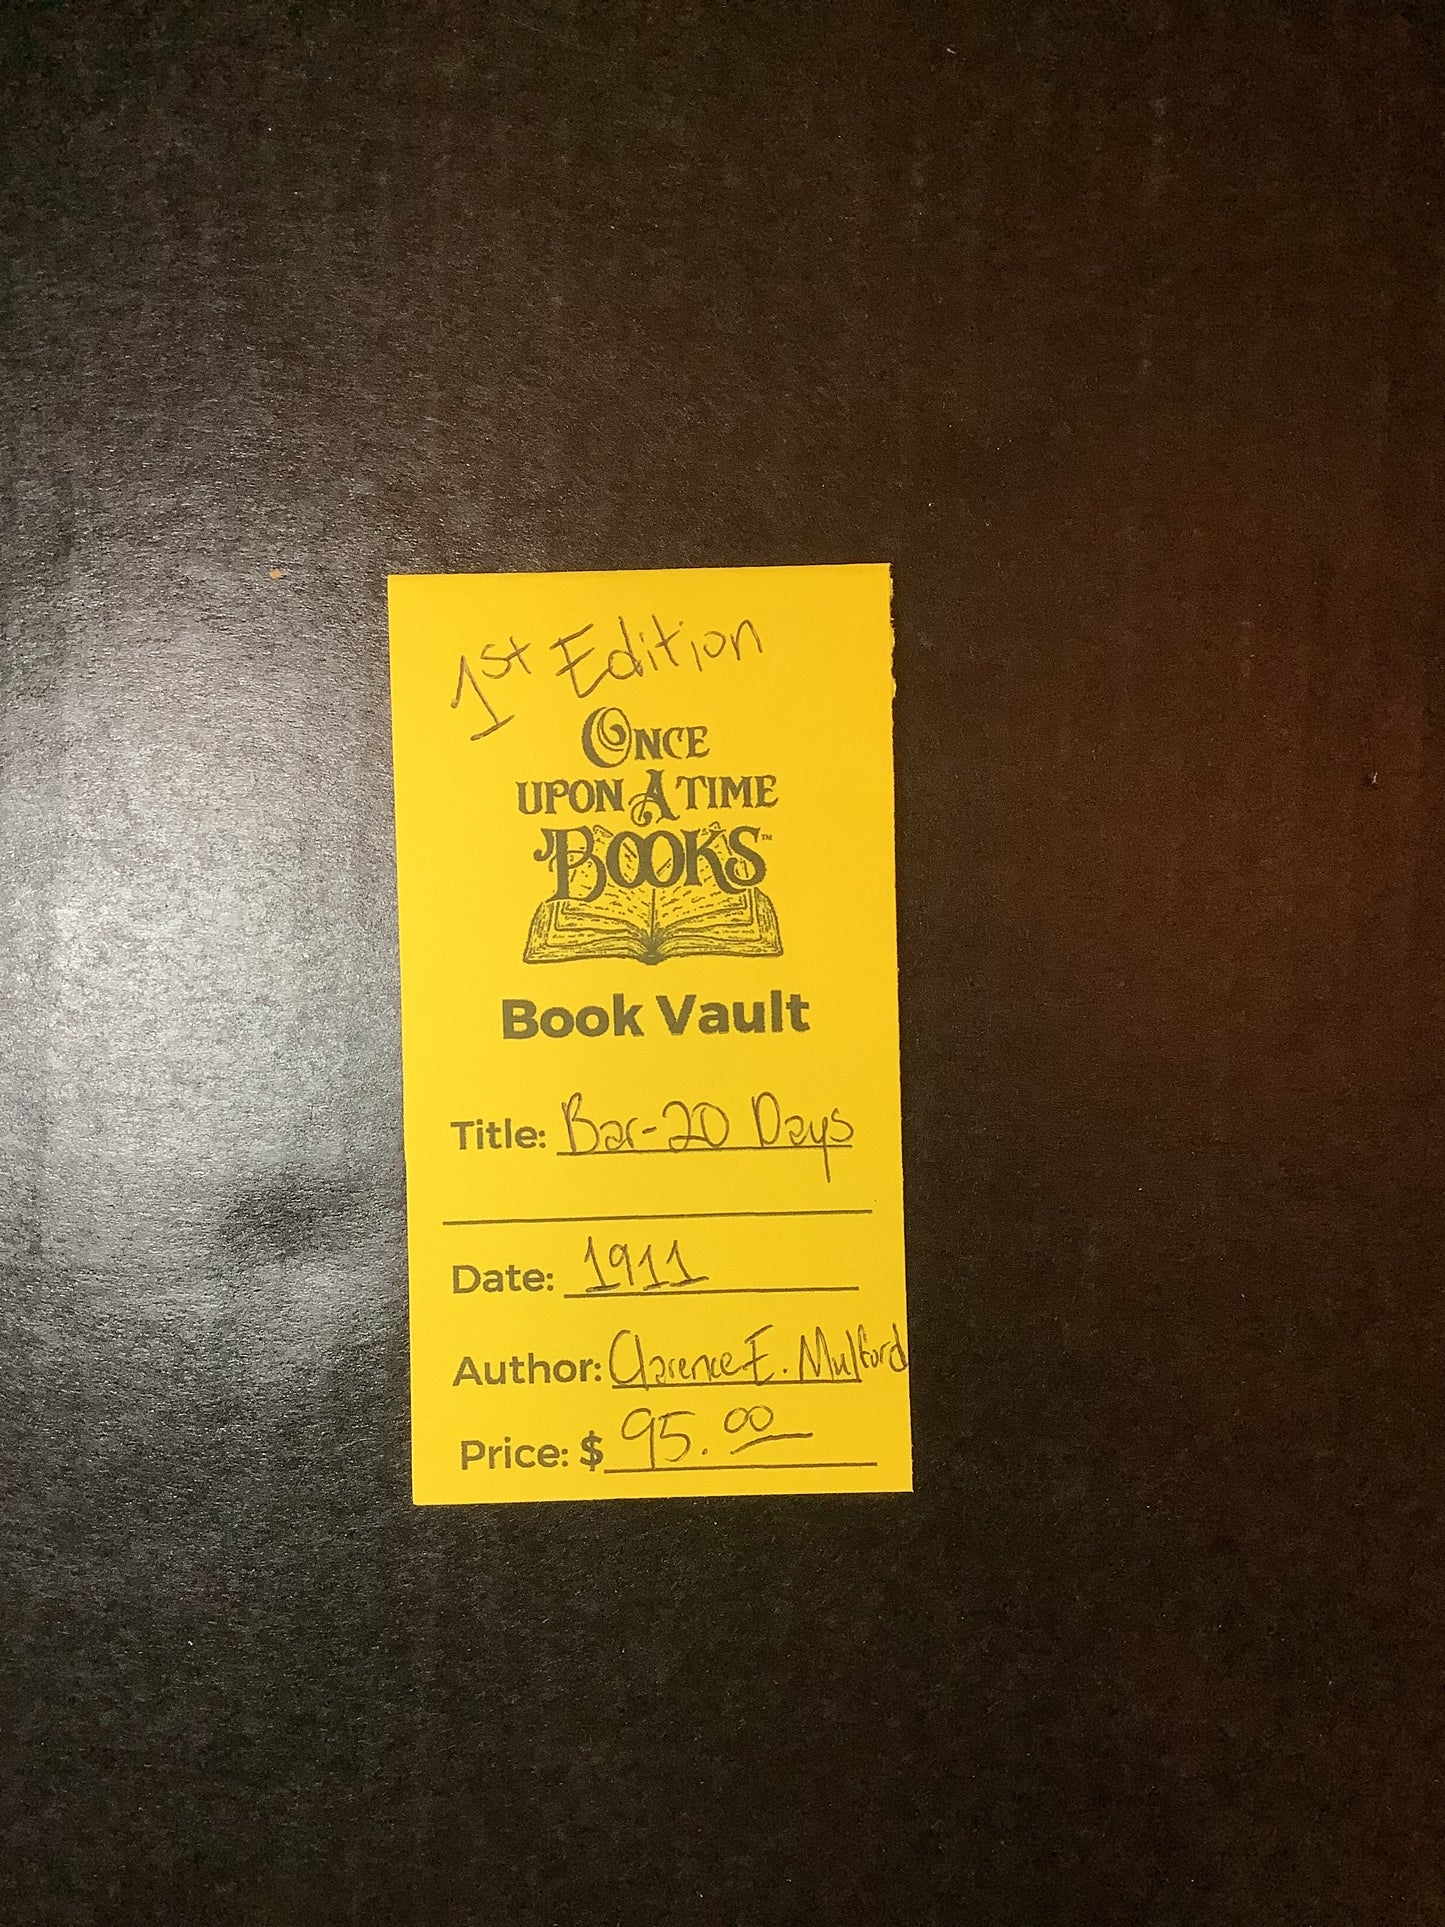 1st Edition
ONCE
UPON A TIME
BOOKS™
Book Vault
Title: Bar-20 Days
Date: 1911
Author: Clarence E. Mulford
Price: $ 95.00